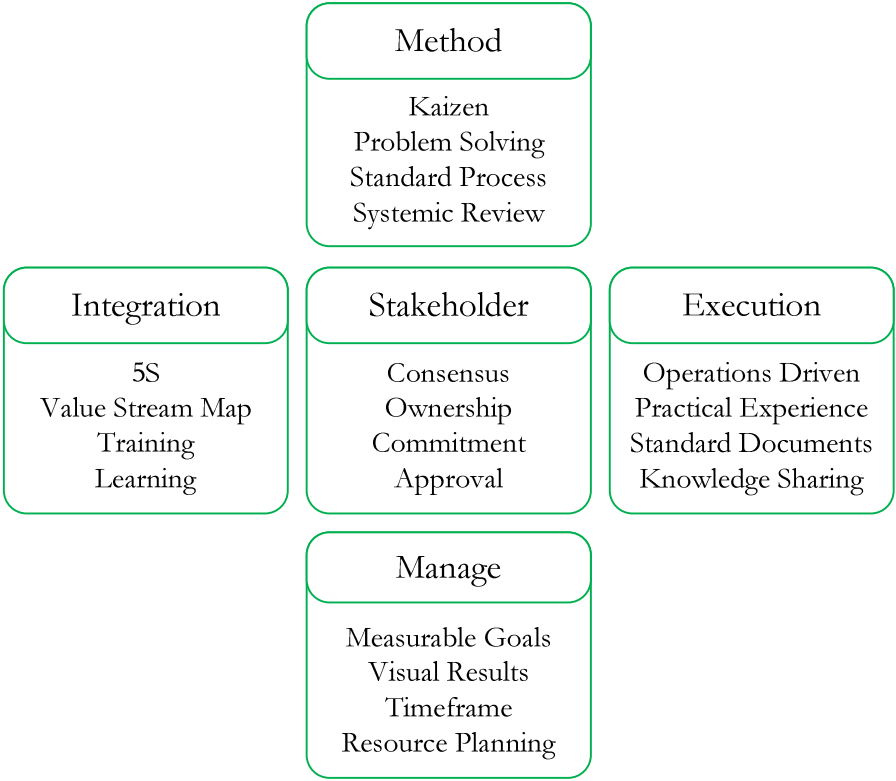 Method
Kaizen
Problem Solving
Standard Process
Systemic Review
Integration
5S
Value Stream Map
Training
Learning
Stakeholder
Consensus
Ownership
Commitment
Approval
Execution
Operations Driven
Practical Experience
Standard Documents
Knowledge Sharing
Manage
Measurable Goals
Visual Results
Timeframe
Resource Planning